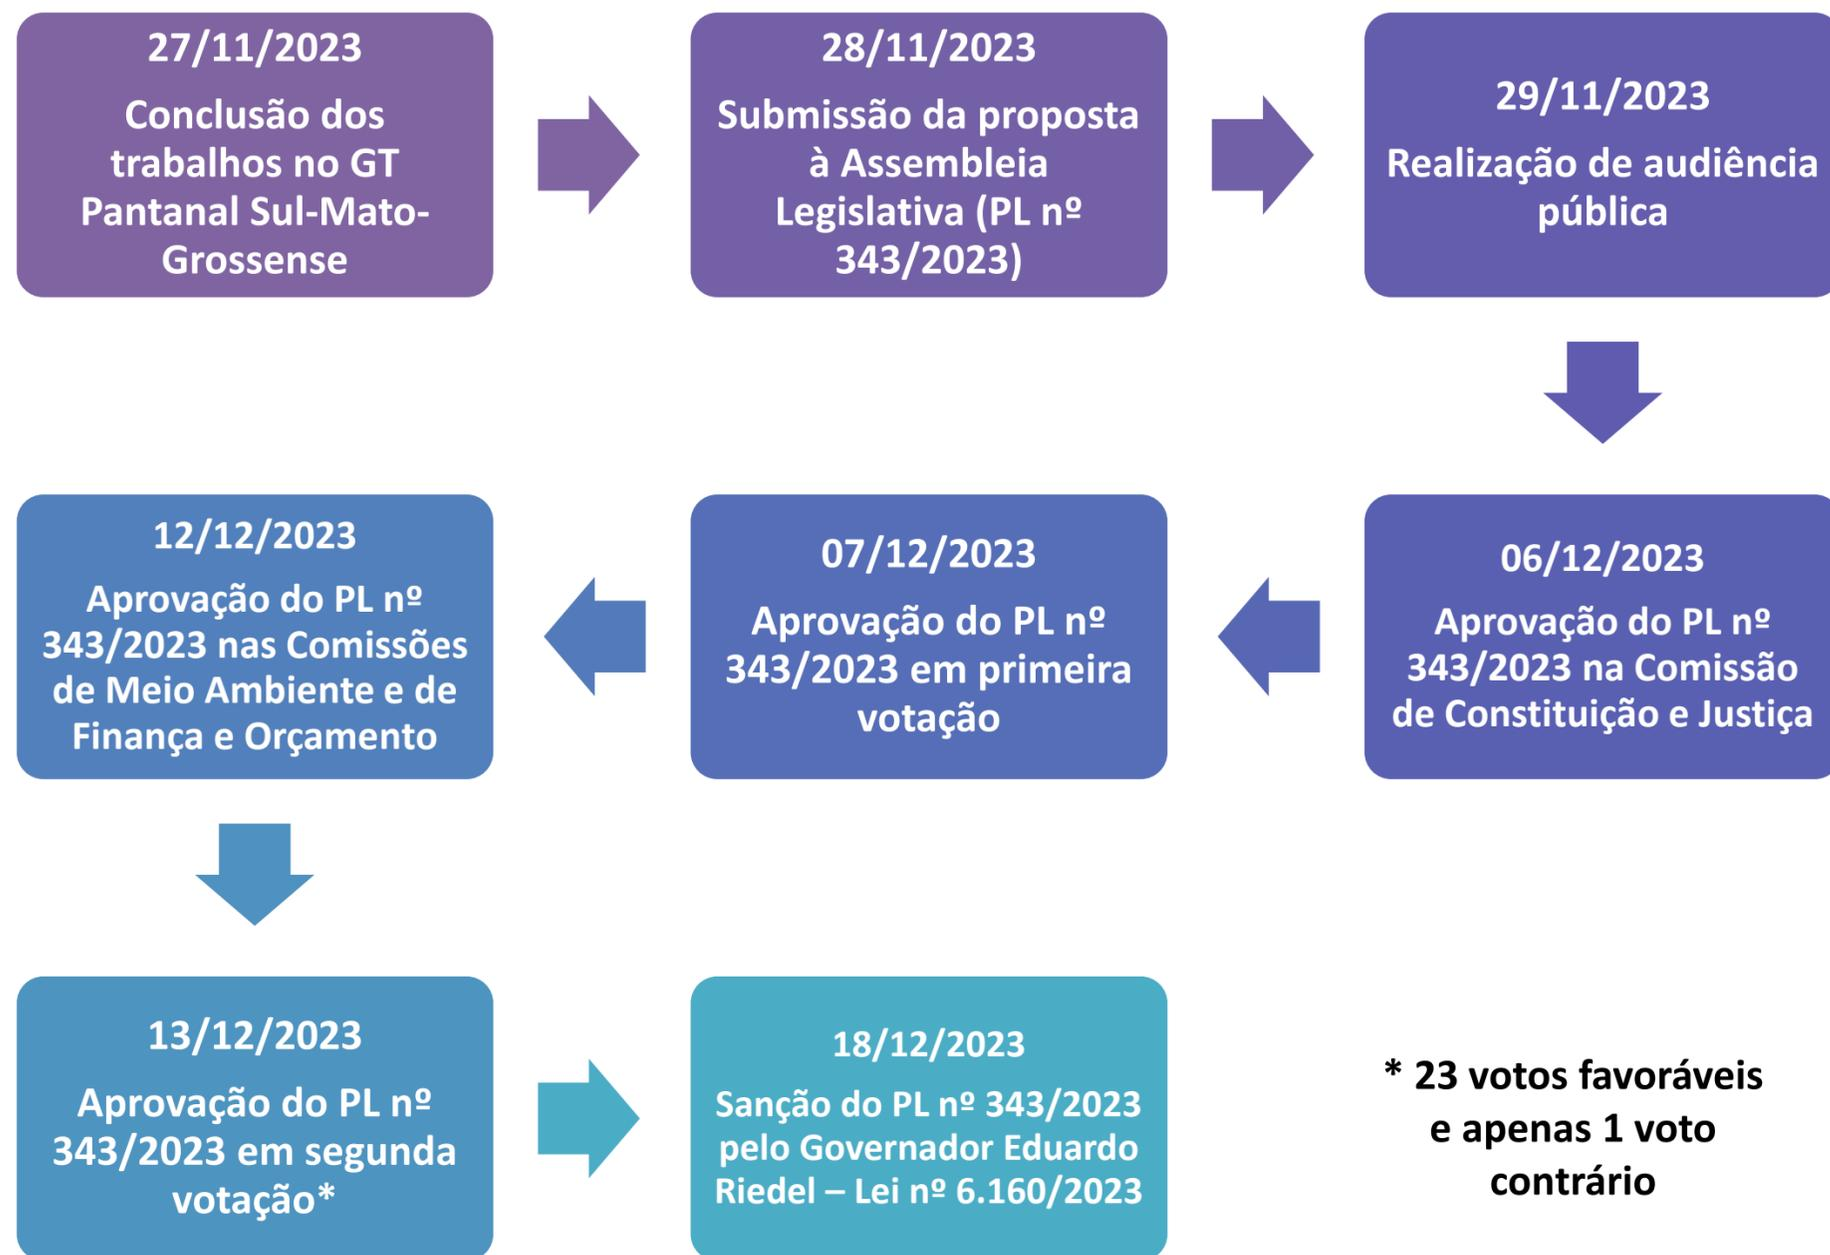 27/11/2023
Conclusão dos
trabalhos no GT
Pantanal Sul-Mato-
Grossense
28/11/2023
Submissão da proposta
à Assembleia
Legislativa (PL nº
343/2023)
29/11/2023
Realização de audiência
pública
06/12/2023
Aprovação do PL nº
343/2023 na Comissão
de Constituição e Justiça
07/12/2023
Aprovação do PL nº
343/2023 em primeira
votação
12/12/2023
Aprovação do PL nº
343/2023 nas Comissões
de Meio Ambiente e de
Finança e Orçamento
13/12/2023
Aprovação do PL nº
343/2023 em segunda
votação*
18/12/2023
Sanção do PL nº 343/2023
pelo Governador Eduardo
Riedel – Lei nº 6.160/2023
* 23 votos favoráveis
e apenas 1 voto
contrário